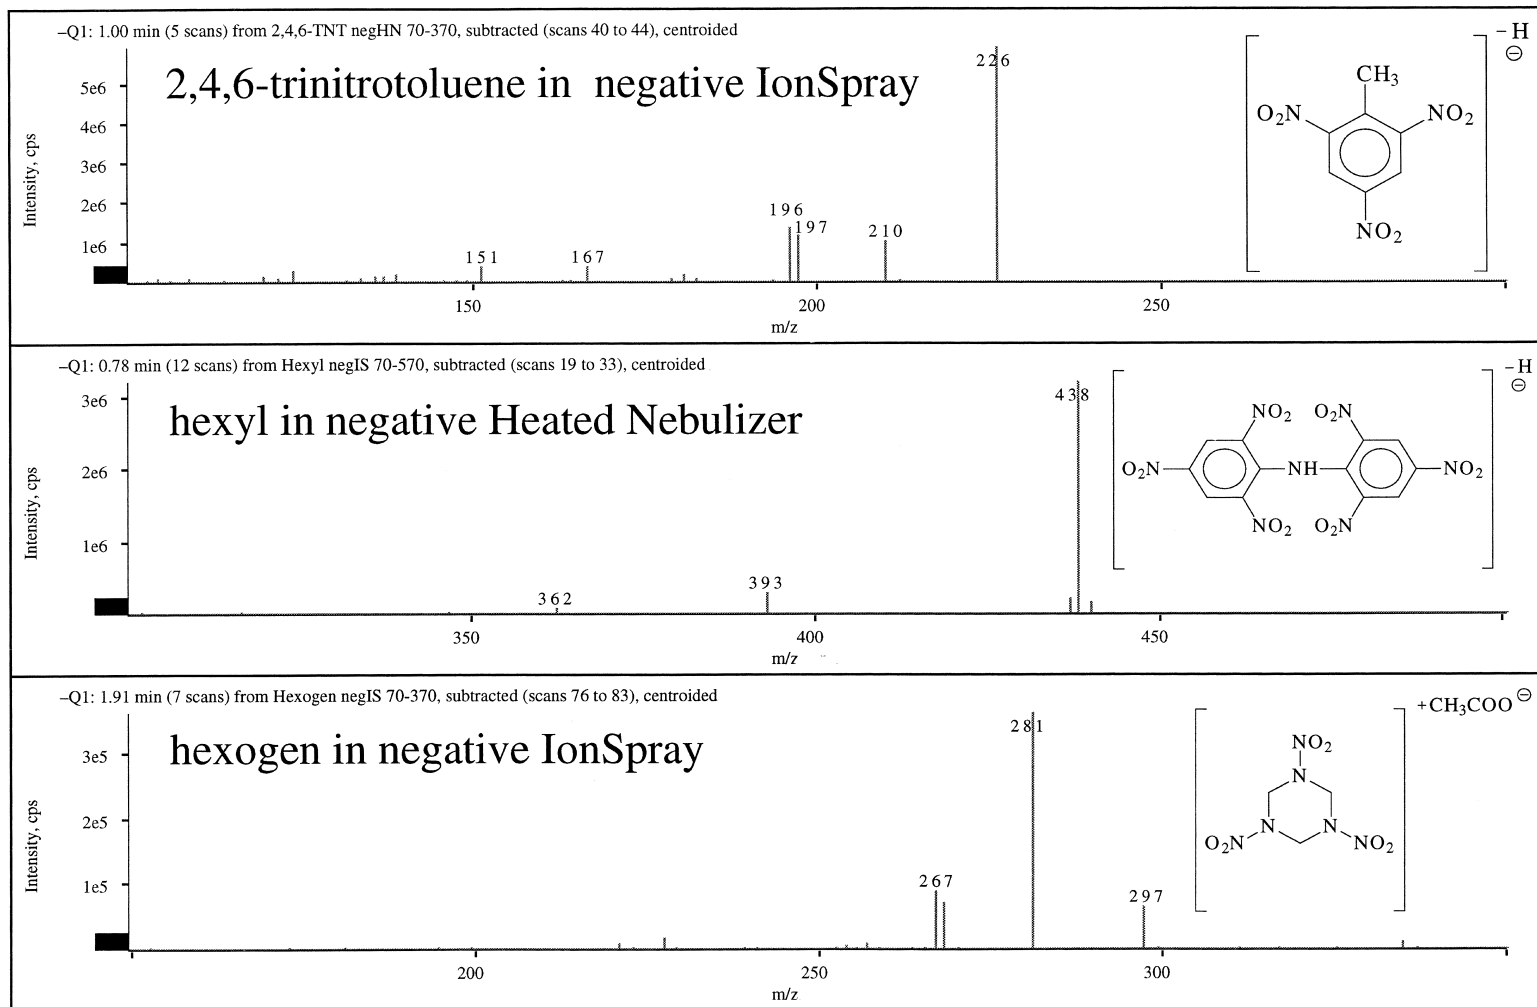 –Q1: 1.00 min (5 scans) from 2,4,6-TNT negHN 70-370, subtracted (scans 40 to 44), centroided
2,4,6-trinitrotoluene in negative IonSpray
Intensity, cps
5e6
4e6
3e6
2e6
1e6
151
167
196
197
210
226
150
200
250
m/z
– H
⊖
CH3
O2N
NO2
NO2
–Q1: 0.78 min (12 scans) from Hexyl negIS 70-570, subtracted (scans 19 to 33), centroided
hexyl in negative Heated Nebulizer
Intensity, cps
3e6
2e6
1e6
362
393
438
350
400
450
m/z
– H
⊖
NO2 O2N
O2N NH NO2
NO2 O2N
–Q1: 1.91 min (7 scans) from Hexogen negIS 70-370, subtracted (scans 76 to 83), centroided
hexogen in negative IonSpray
Intensity, cps
3e5
2e5
1e5
267
281
297
200
250
300
m/z
+CH3COO⊖
NO2
N
N N
O2N NO2